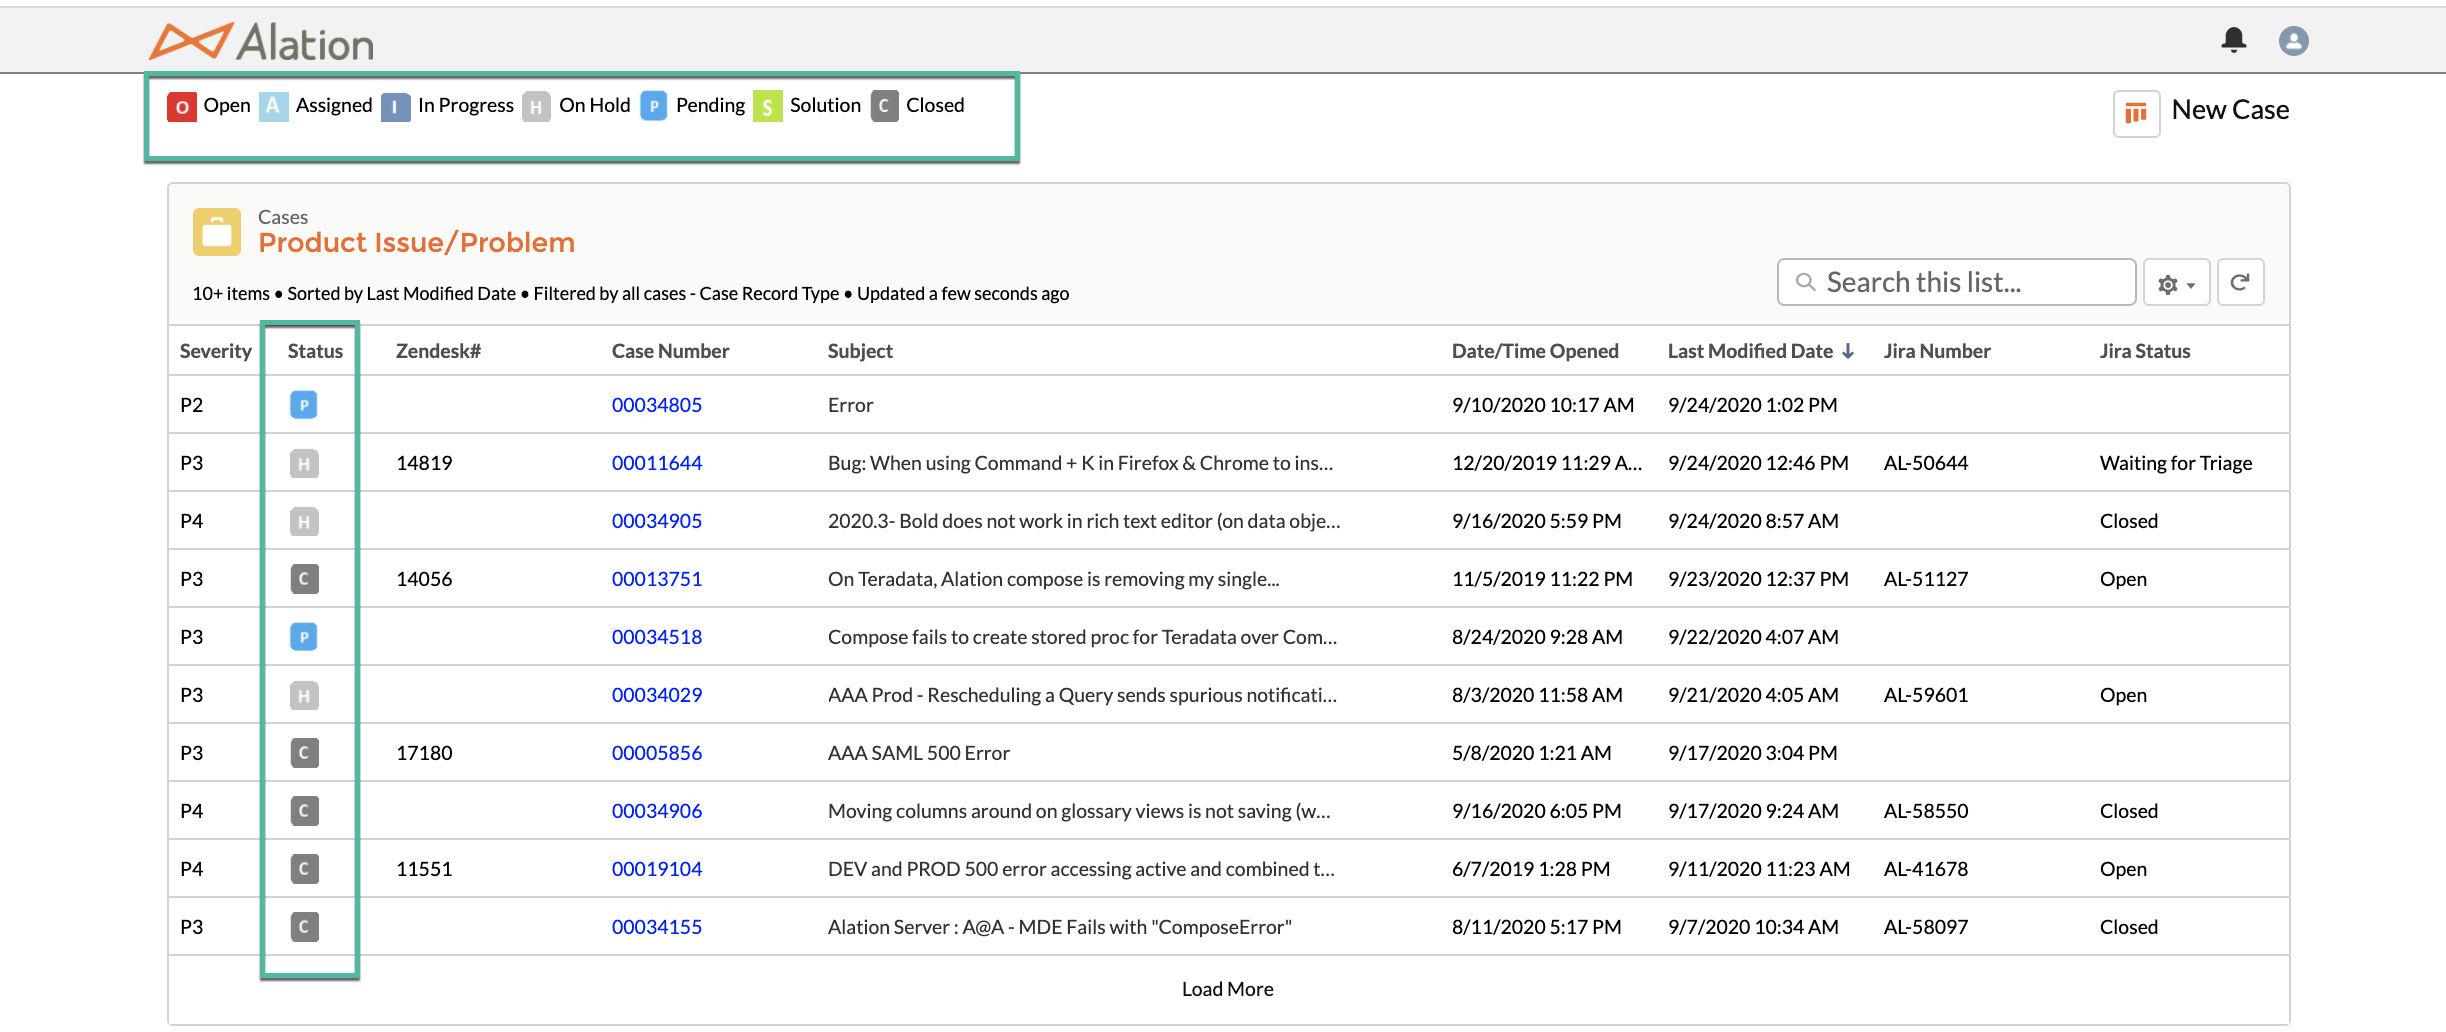 Alation
O Open A Assigned I In Progress H On Hold P Pending S Solution C Closed
New Case
Cases
Product Issue/Problem
10+ items • Sorted by Last Modified Date • Filtered by all cases - Case Record Type • Updated a few seconds ago
Search this list...
Severity Status Zendesk# Case Number Subject Date/Time Opened Last Modified Date Jira Number Jira Status
P2 P 00034805 Error 9/10/2020 10:17 AM 9/24/2020 1:02 PM
P3 H 14819 00011644 Bug: When using Command + K in Firefox & Chrome to ins... 12/20/2019 11:29 A... 9/24/2020 12:46 PM AL-50644 Waiting for Triage
P4 H 00034905 2020.3- Bold does not work in rich text editor (on data obje... 9/16/2020 5:59 PM 9/24/2020 8:57 AM Closed
P3 C 14056 00013751 On Teradata, Alation compose is removing my single... 11/5/2019 11:22 PM 9/23/2020 12:37 PM AL-51127 Open
P3 P 00034518 Compose fails to create stored proc for Teradata over Com... 8/24/2020 9:28 AM 9/22/2020 4:07 AM
P3 H 00034029 AAA Prod - Rescheduling a Query sends spurious notificati... 8/3/2020 11:58 AM 9/21/2020 4:05 AM AL-59601 Open
P3 C 17180 00005856 AAA SAML 500 Error 5/8/2020 1:21 AM 9/17/2020 3:04 PM
P4 C 00034906 Moving columns around on glossary views is not saving (w... 9/16/2020 6:05 PM 9/17/2020 9:24 AM AL-58550 Closed
P4 C 11551 00019104 DEV and PROD 500 error accessing active and combined t... 6/7/2019 1:28 PM 9/11/2020 11:23 AM AL-41678 Open
P3 C 00034155 Alation Server : A@A - MDE Fails with "ComposeError" 8/11/2020 5:17 PM 9/7/2020 10:34 AM AL-58097 Closed
Load More